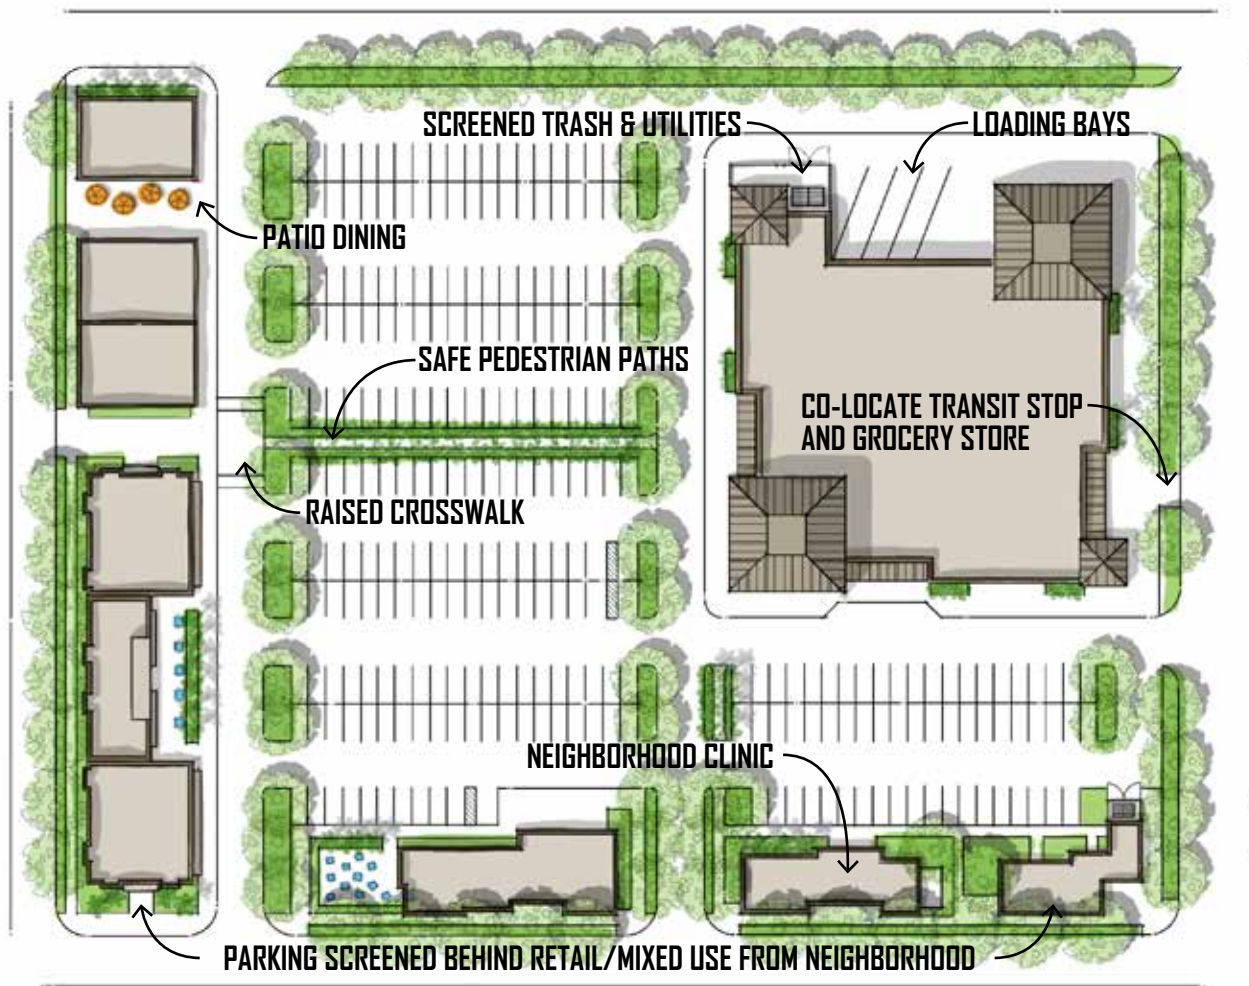 SCREENED TRASH & UTILITIES
LOADING BAYS
PATIO DINING
SAFE PEDESTRIAN PATHS
CO-LOCATE TRANSIT STOP
AND GROCERY STORE
RAISED CROSSWALK
NEIGHBORHOOD CLINIC
PARKING SCREENED BEHIND RETAIL/MIXED USE FROM NEIGHBORHOOD